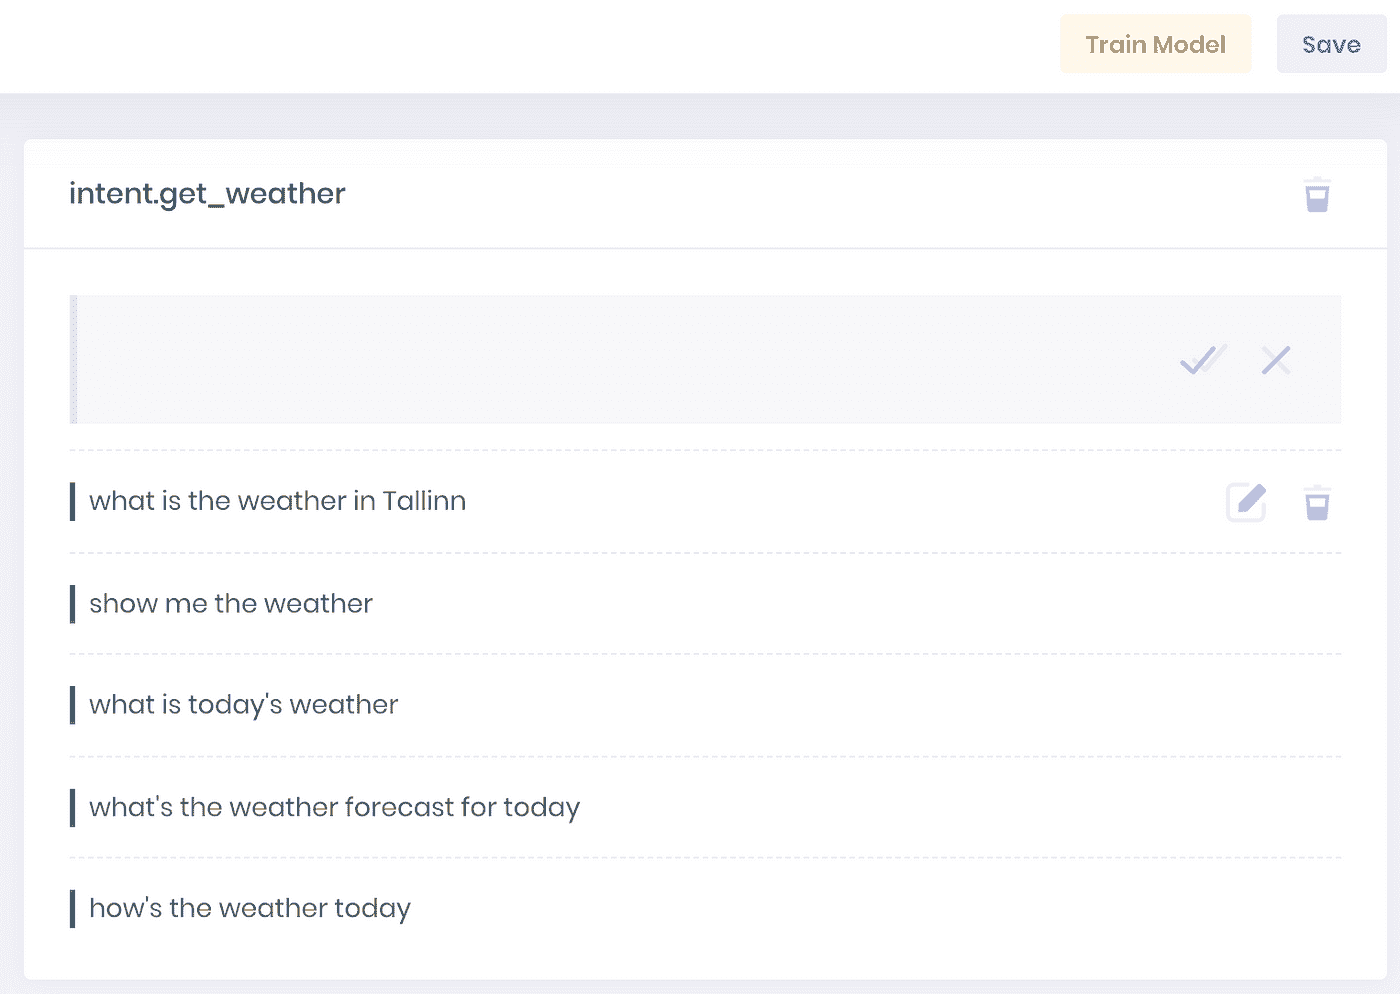 Train Model
Save
intent.get_weather
what is the weather in Tallinn
show me the weather
what is today's weather
what's the weather forecast for today
how's the weather today